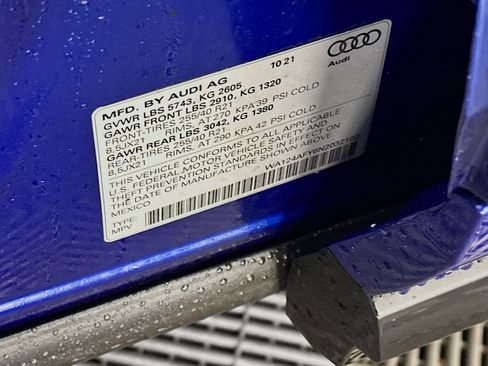 MFD. BY AUDI AG 10 21
Audi
GVWR LBS 5743, KG 2605
GAWR FRONT LBS 2910, KG 1320
FRONT-TIRES 255/40 R21
8,5JX21 RIMS, AT 270 KPA/39 PSI COLD
GAWR REAR LBS 3042, KG 1380
REAR-TIRES 255/40 R21
8,5JX21 RIMS, AT 290 KPA 42 PSI COLD
THIS VEHICLE CONFORMS TO ALL APPLICABLE
U.S. FEDERAL MOTOR VEHICLE SAFETY AND
THEFT PREVENTION STANDARDS IN EFFECT ON
THE DATE OF MANUFACTURE SHOWN ABOVE
MEXICO
TYPE:
MPV